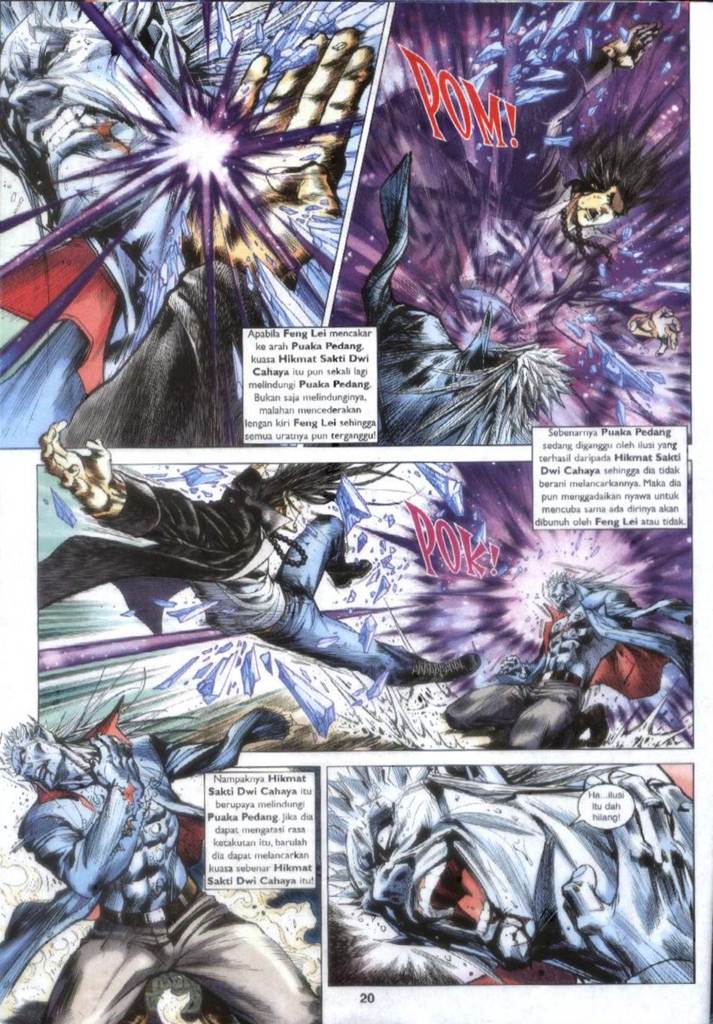 POM!
Apabila Feng Lei mencakar
ke arah Puaka Pedang,
kuasa Hikmat Sakti Dwi
Cahaya itu pun sekali lagi
melindungi Puaka Pedang.
Bukan saja melindunginya,
malahan mencederakan
lengan kiri Feng Lei sehingga
semua uratnya pun terganggu!
Sebenarnya Puaka Pedang
sedang diganggu oleh ilusi yang
terhasil daripada Hikmat Sakti
Dwi Cahaya sehingga dia tidak
berani melancarkannya. Maka dia
pun menggadaikan nyawa untuk
mencuba sama ada dirinya akan
dibunuh oleh Feng Lei atau tidak.
POK!
Nampaknya Hikmat
Sakti Dwi Cahaya itu
berupaya melindungi
Puaka Pedang. Jika dia
dapat mengatasi rasa
ketakutan itu, barulah
dia dapat melancarkan
kuasa sebenar Hikmat
Sakti Dwi Cahaya itu!
Ha...ilusi
itu dah
hilang!
20